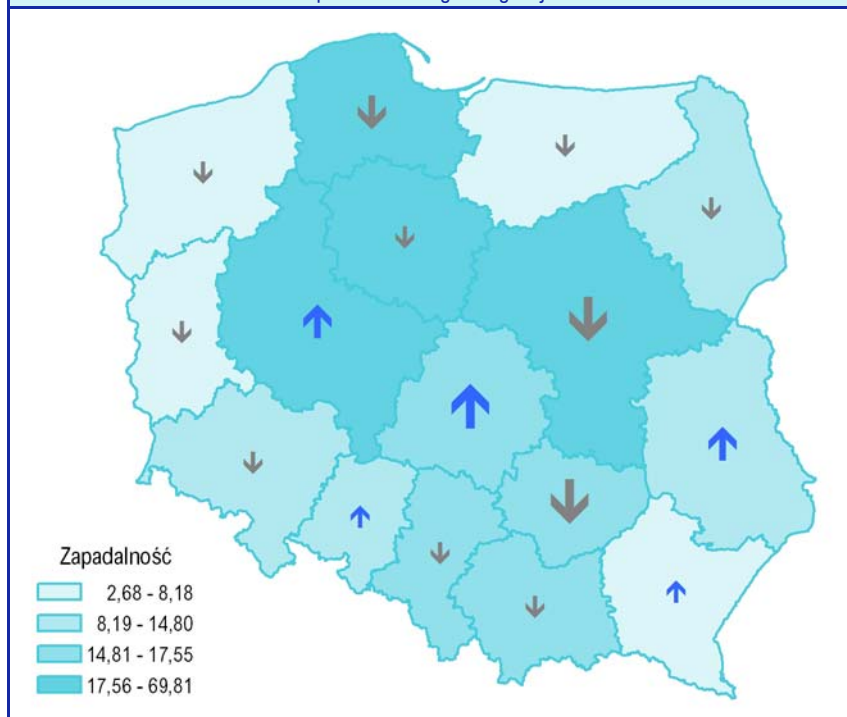 Zapadalność
2,68 - 8,18
8,19 - 14,80
14,81 - 17,55
17,56 - 69,81